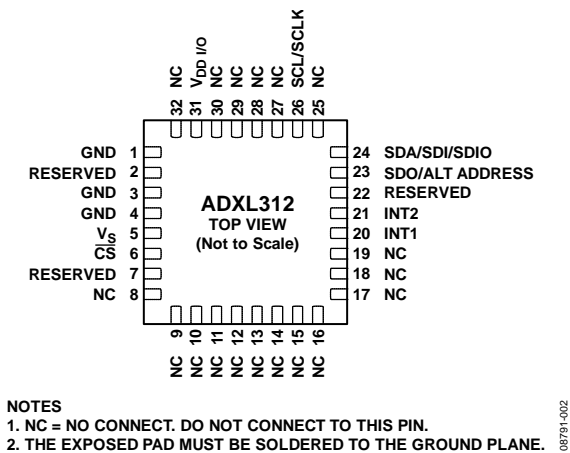 32 NC
31 VDD I/O
30 NC
29 NC
28 NC
27 NC
26 SCL/SCLK
25 NC
GND 1
RESERVED 2
GND 3
GND 4
VS 5
C̅S̅ 6
RESERVED 7
NC 8
ADXL312
TOP VIEW
(Not to Scale)
24 SDA/SDI/SDIO
23 SDO/ALT ADDRESS
22 RESERVED
21 INT2
20 INT1
19 NC
18 NC
17 NC
NC 9
NC 10
NC 11
NC 12
NC 13
NC 14
NC 15
NC 16
NOTES
1. NC = NO CONNECT. DO NOT CONNECT TO THIS PIN.
2. THE EXPOSED PAD MUST BE SOLDERED TO THE GROUND PLANE.
08791-002